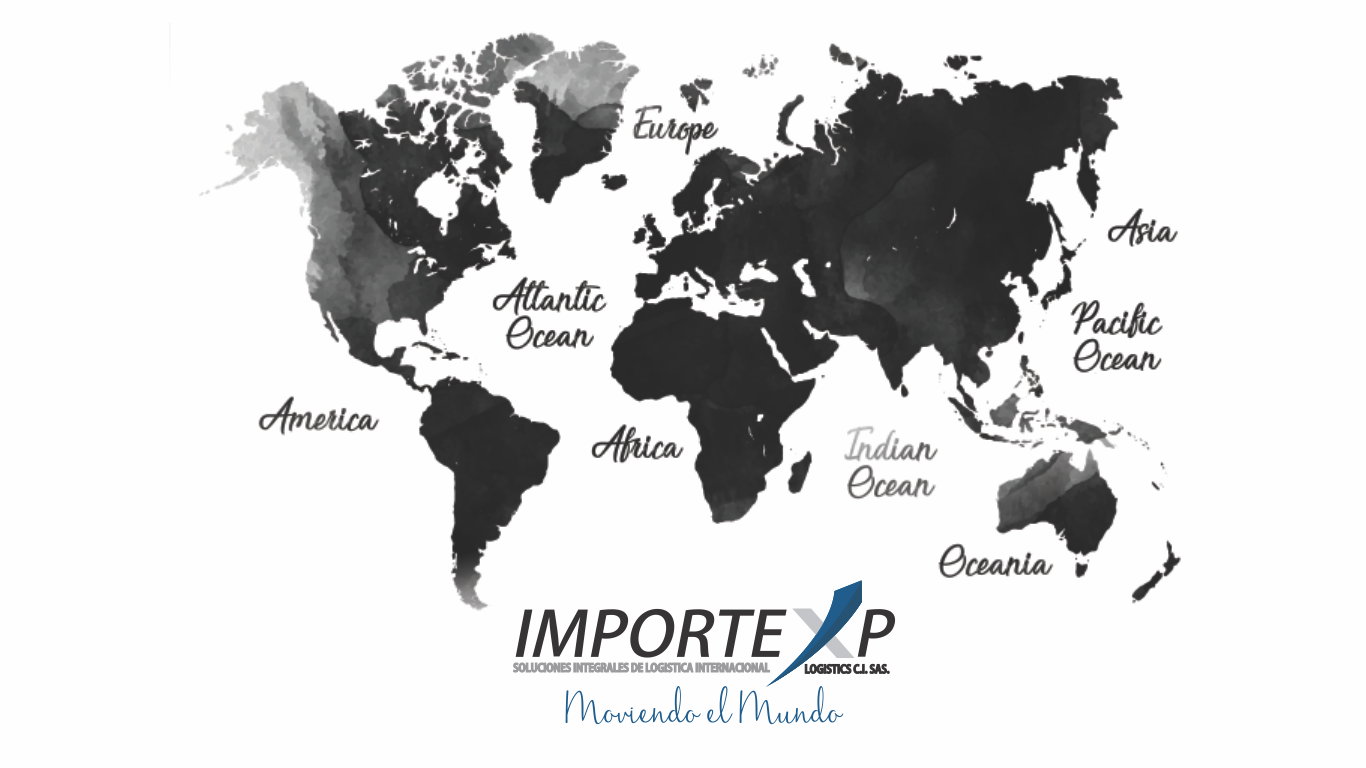 Europe
Asia
Atlantic
Ocean
Pacific
Ocean
America
Africa
Indian
Ocean
Oceania
IMPORTEXP
SOLUCIONES INTEGRALES DE LOGISTICA INTERNACIONAL
LOGISTICS C.I. SAS.
Moviendo el Mundo